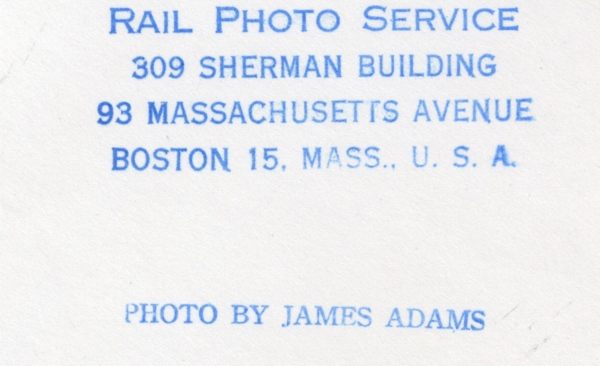 RAIL PHOTO SERVICE
309 SHERMAN BUILDING
93 MASSACHUSETTS AVENUE
BOSTON 15, MASS., U. S. A.
PHOTO BY JAMES ADAMS